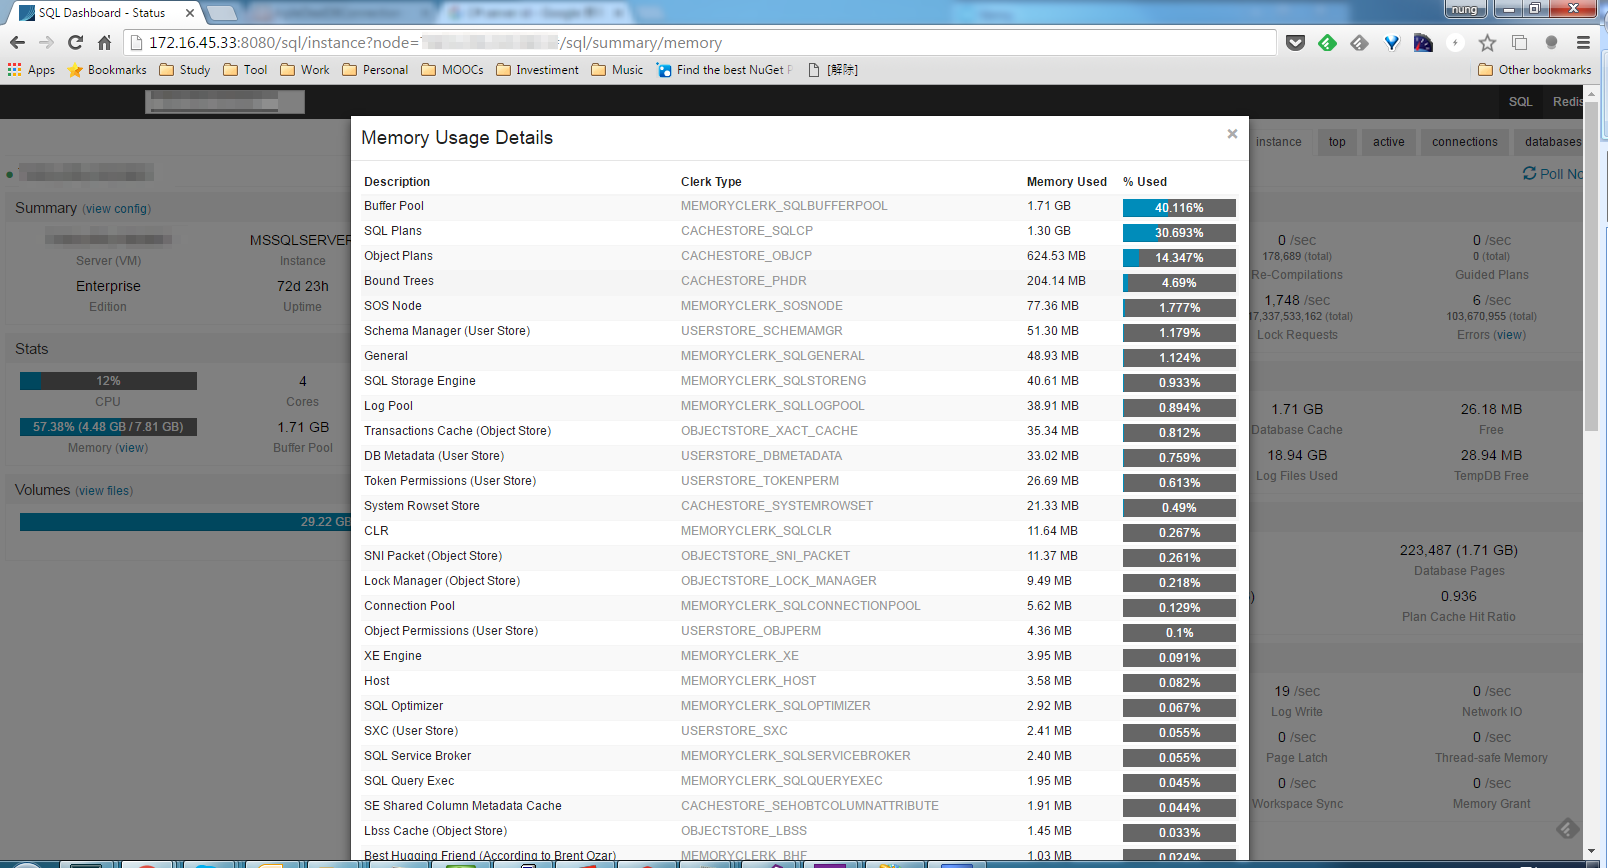 SQL Dashboard - Status
nung
172.16.45.33:8080/sql/instance?node=
/sql/summary/memory
Apps Bookmarks Study Tool Work Personal MOOCs Investiment Music Find the best NuGet P [解除] Other bookmarks
SQL Redis
Memory Usage Details ×
instance top active connections databases
Poll No
Description Clerk Type Memory Used % Used
Buffer Pool MEMORYCLERK_SQLBUFFERPOOL 1.71 GB 40.116%
SQL Plans CACHESTORE_SQLCP 1.30 GB 30.693%
Object Plans CACHESTORE_OBJCP 624.53 MB 14.347%
Bound Trees CACHESTORE_PHDR 204.14 MB 4.69%
SOS Node MEMORYCLERK_SOSNODE 77.36 MB 1.777%
Schema Manager (User Store) USERSTORE_SCHEMAMGR 51.30 MB 1.179%
General MEMORYCLERK_SQLGENERAL 48.93 MB 1.124%
SQL Storage Engine MEMORYCLERK_SQLSTORENG 40.61 MB 0.933%
Log Pool MEMORYCLERK_SQLLOGPOOL 38.91 MB 0.894%
Transactions Cache (Object Store) OBJECTSTORE_XACT_CACHE 35.34 MB 0.812%
DB Metadata (User Store) USERSTORE_DBMETADATA 33.02 MB 0.759%
Token Permissions (User Store) USERSTORE_TOKENPERM 26.69 MB 0.613%
System Rowset Store CACHESTORE_SYSTEMROWSET 21.33 MB 0.49%
CLR MEMORYCLERK_SQLCLR 11.64 MB 0.267%
SNI Packet (Object Store) OBJECTSTORE_SNI_PACKET 11.37 MB 0.261%
Lock Manager (Object Store) OBJECTSTORE_LOCK_MANAGER 9.49 MB 0.218%
Connection Pool MEMORYCLERK_SQLCONNECTIONPOOL 5.62 MB 0.129%
Object Permissions (User Store) USERSTORE_OBJPERM 4.36 MB 0.1%
XE Engine MEMORYCLERK_XE 3.95 MB 0.091%
Host MEMORYCLERK_HOST 3.58 MB 0.082%
SQL Optimizer MEMORYCLERK_SQLOPTIMIZER 2.92 MB 0.067%
SXC (User Store) USERSTORE_SXC 2.41 MB 0.055%
SQL Service Broker MEMORYCLERK_SQLSERVICEBROKER 2.40 MB 0.055%
SQL Query Exec MEMORYCLERK_SQLQUERYEXEC 1.95 MB 0.045%
SE Shared Column Metadata Cache CACHESTORE_SEHOBTCOLUMNATTRIBUTE 1.91 MB 0.044%
Lbss Cache (Object Store) OBJECTSTORE_LBSS 1.45 MB 0.033%
Best Hugging Friend (According to Brent Ozar) MEMORYCLERK_BHF 1.03 MB 0.024%
Summary (view config)
MSSQLSERVER
Server (VM) Instance
Enterprise 72d 23h
Edition Uptime
Stats
12% 4
CPU Cores
57.38% (4.48 GB / 7.81 GB) 1.71 GB
Memory (view) Buffer Pool
Volumes (view files)
29.22 GB
0 /sec 0 /sec
178,689 (total) 0 (total)
Re-Compilations Guided Plans
1,748 /sec 6 /sec
17,337,533,162 (total) 103,670,955 (total)
Lock Requests Errors (view)
1.71 GB 26.18 MB
Database Cache Free
18.94 GB 28.94 MB
Log Files Used TempDB Free
223,487 (1.71 GB)
Database Pages
) 0.936
Plan Cache Hit Ratio
19 /sec 0 /sec
Log Write Network IO
0 /sec 0 /sec
Page Latch Thread-safe Memory
0 /sec 0 /sec
Workspace Sync Memory Grant